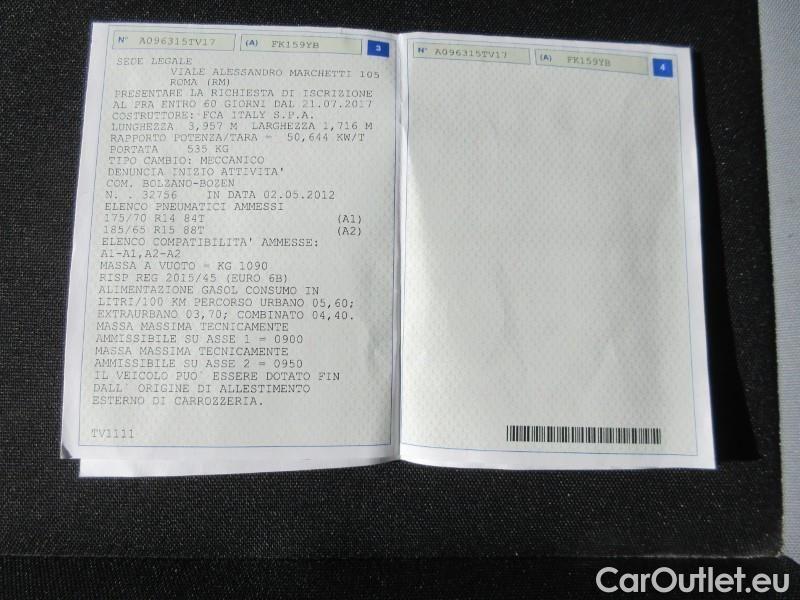 N° A096315TV17 (A) FK159YB 3
SEDE LEGALE
VIALE ALESSANDRO MARCHETTI 105
ROMA (RM)
PRESENTARE LA RICHIESTA DI ISCRIZIONE
AL PRA ENTRO 60 GIORNI DAL 21.07.2017
COSTRUTTORE: FCA ITALY S.P.A.
LUNGHEZZA 3,957 M LARGHEZZA 1,716 M
RAPPORTO POTENZA/TARA = 50,644 KW/T
PORTATA 535 KG
TIPO CAMBIO: MECCANICO
DENUNCIA INIZIO ATTIVITA'
COM. BOLZANO-BOZEN
N. . 32756 IN DATA 02.05.2012
ELENCO PNEUMATICI AMMESSI
175/70 R14 84T (A1)
185/65 R15 88T (A2)
ELENCO COMPATIBILITA' AMMESSE:
A1-A1,A2-A2
MASSA A VUOTO = KG 1090
RISP REG 2015/45 (EURO 6B)
ALIMENTAZIONE GASOL CONSUMO IN
LITRI/100 KM PERCORSO URBANO 05,60;
EXTRAURBANO 03,70; COMBINATO 04,40.
MASSA MASSIMA TECNICAMENTE
AMMISSIBILE SU ASSE 1 = 0900
MASSA MASSIMA TECNICAMENTE
AMMISSIBILE SU ASSE 2 = 0950
IL VEICOLO PUO' ESSERE DOTATO FIN
DALL' ORIGINE DI ALLESTIMENTO
ESTERNO DI CARROZZERIA.
TV1111
N° A096315TV17 (A) FK159YB 4
CarOutlet.eu